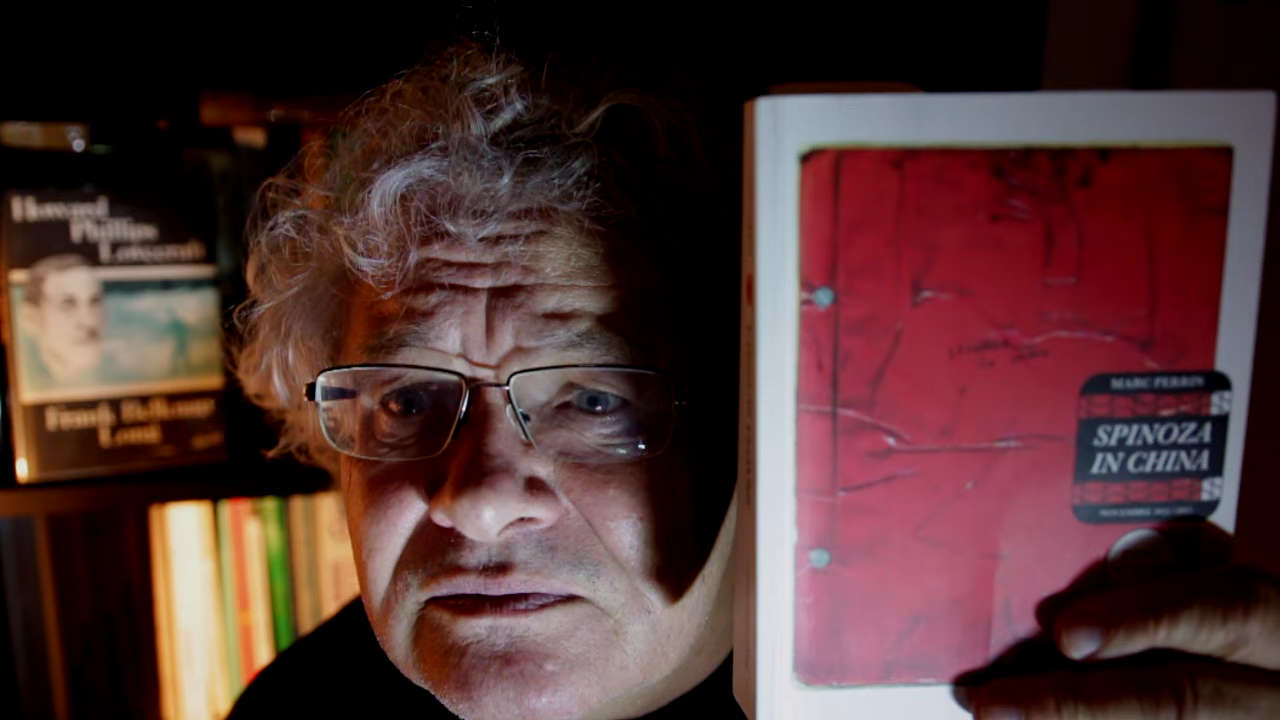 Howard
Phillips
Lovecraft
Frank Belknap
Long
MARC PERRIN
SPINOZA
IN CHINA